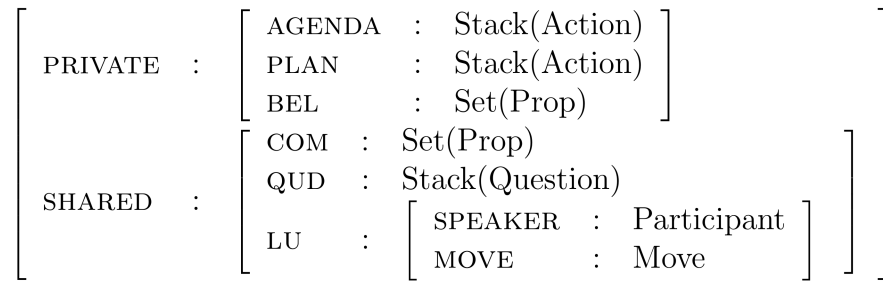 AGENDA : Stack(Action)
PRIVATE : PLAN : Stack(Action)
BEL : Set(Prop)
COM : Set(Prop)
QUD : Stack(Question)
SHARED :
SPEAKER : Participant
LU :
MOVE : Move